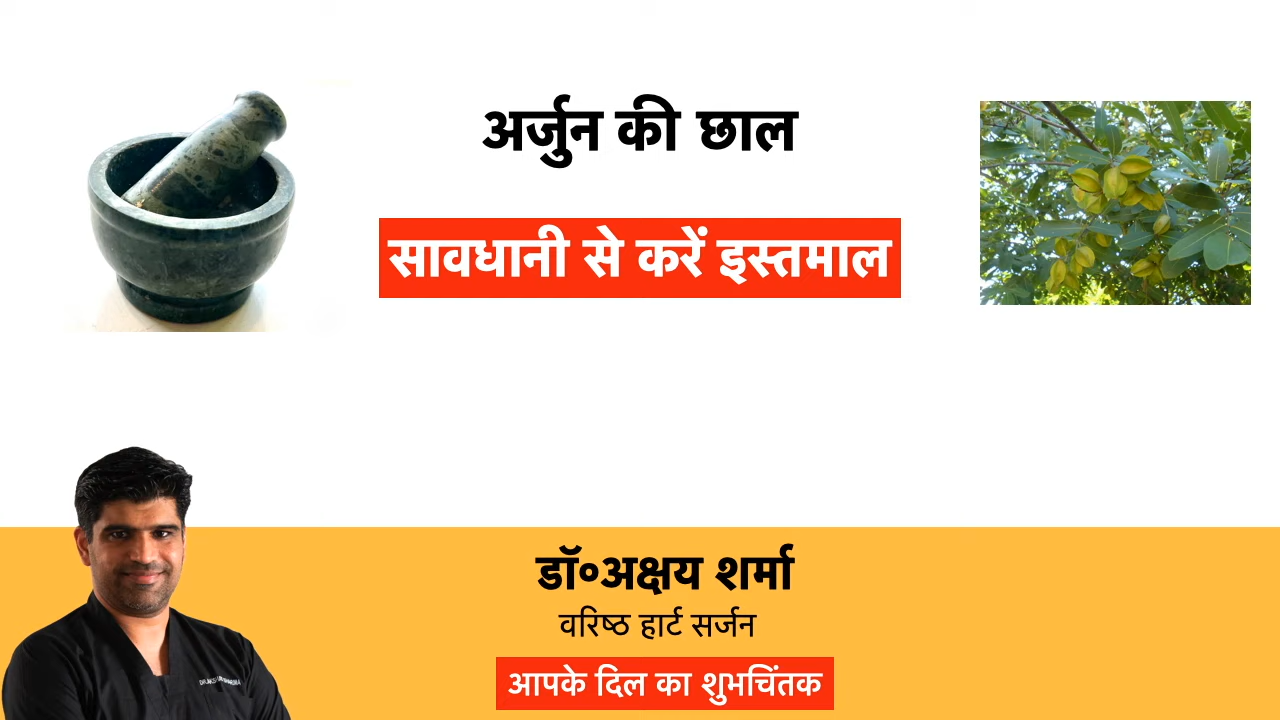 अर्जुन की छाल
सावधानी से करें इस्तमाल
डॉ॰अक्षय शर्मा
वरिष्ठ हार्ट सर्जन
आपके दिल का शुभचिंतक